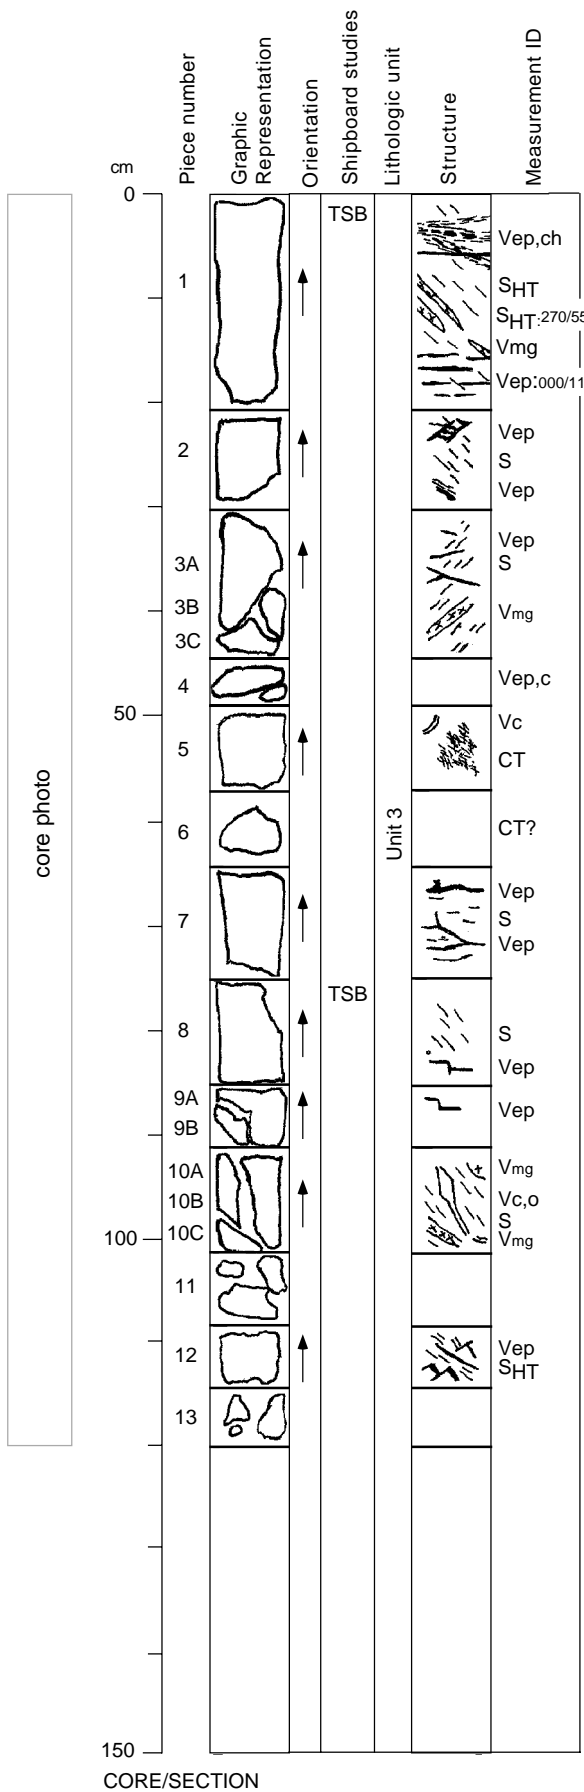 cm
Piece number
Graphic
Representation
Orientation
Shipboard studies
Lithologic unit
Structure
Measurement ID
core photo
0
50
100
150
TSB
1
Vep,ch
SHT
SHT:270/55
Vmg
Vep:000/11
2
Vep
S
Vep
3A
3B
3C
Vep
S
Vmg
4
Vep,c
5
Vc
CT
6
Unit 3
CT?
7
Vep
S
Vep
TSB
8
S
Vep
9A
9B
Vep
10A
10B
10C
Vmg
Vc,o
S
Vmg
11
12
Vep
SHT
13
CORE/SECTION